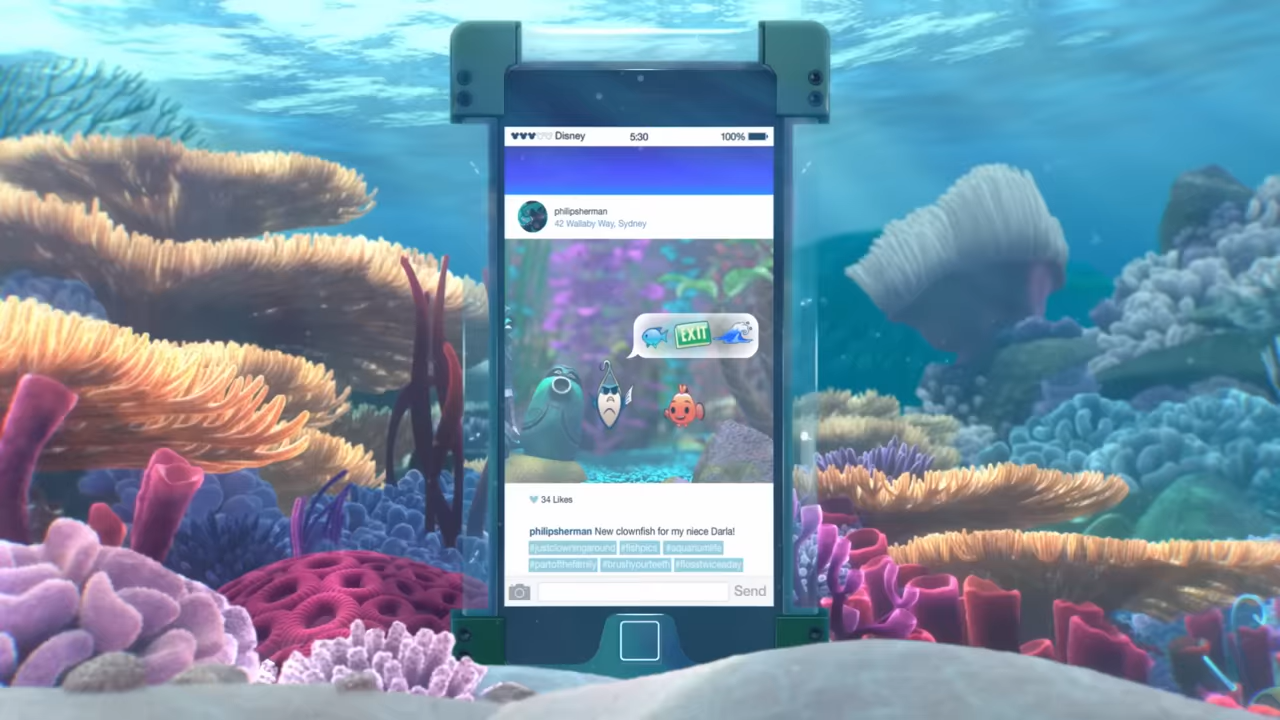 Disney 5:30 100%
philipsherman
42 Wallaby Way, Sydney
EXIT
34 Likes
philipsherman New clownfish for my niece Darla!
#justclowningaround #fishpics #aquariumlife
#partofthefamily #brushyourteeth #flosstwiceaday
Send